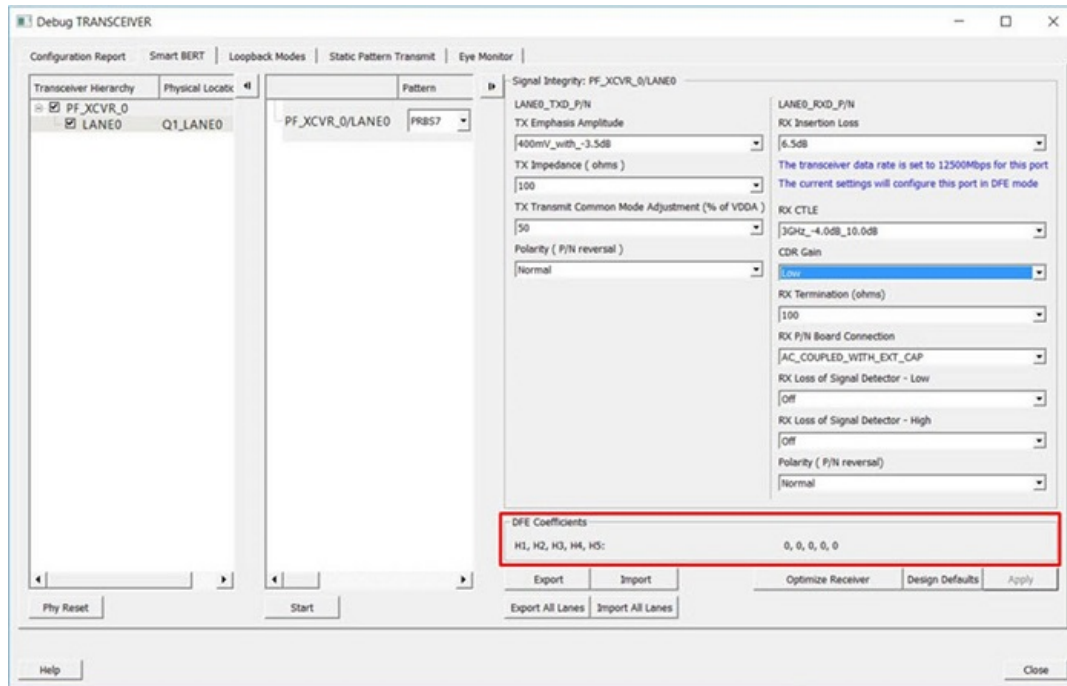 Debug TRANSCEIVER
Configuration Report
Smart BERT
Loopback Modes
Static Pattern Transmit
Eye Monitor
Transceiver Hierarchy
Physical Locatic
PF_XCVR_0
LANE0
Q1_LANE0
Phy Reset
Pattern
PF_XCVR_0/LANE0
PRBS7
Start
Signal Integrity: PF_XCVR_0/LANE0
LANE0_TXD_P/N
TX Emphasis Amplitude
400mV_with_-3.5dB
TX Impedance ( ohms )
100
TX Transmit Common Mode Adjustment (% of VDDA )
50
Polarity ( P/N reversal )
Normal
LANE0_RXD_P/N
RX Insertion Loss
6.5dB
The transceiver data rate is set to 12500Mbps for this port
The current settings will configure this port in DFE mode
RX CTLE
3GHz_-4.0dB_10.0dB
CDR Gain
Low
RX Termination (ohms)
100
RX P/N Board Connection
AC_COUPLED_WITH_EXT_CAP
RX Loss of Signal Detector - Low
Off
RX Loss of Signal Detector - High
Off
Polarity ( P/N reversal)
Normal
DFE Coefficients
H1, H2, H3, H4, H5: 0, 0, 0, 0, 0
Export
Import
Optimize Receiver
Design Defaults
Apply
Export All Lanes
Import All Lanes
Help
Close